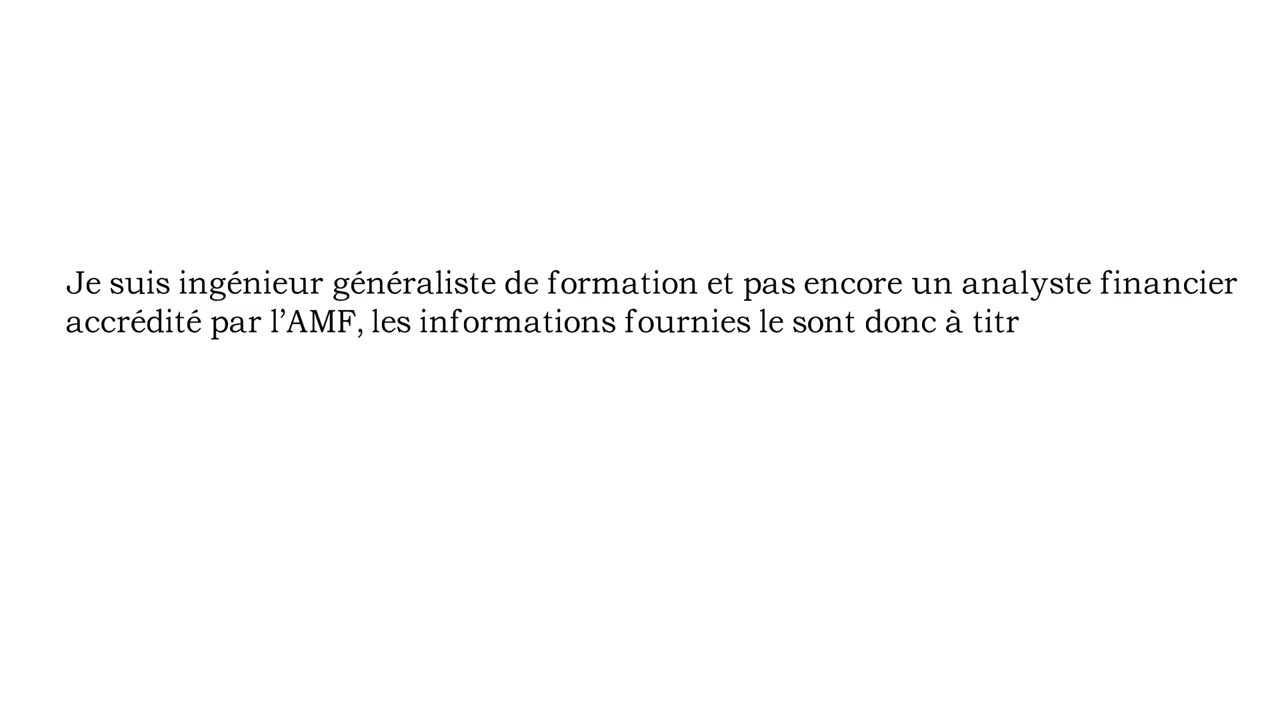 Je suis ingénieur généraliste de formation et pas encore un analyste financier
accrédité par l’AMF, les informations fournies le sont donc à titr